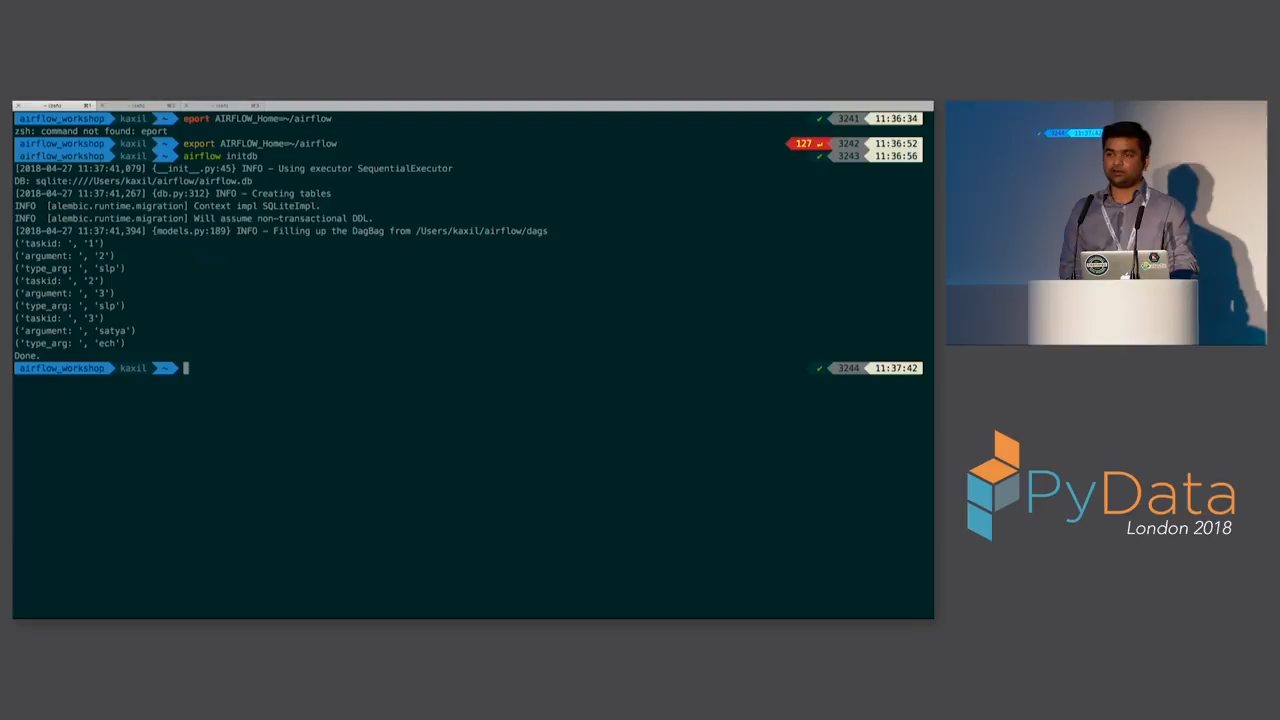 airflow_workshop kaxil ~ eport AIRFLOW_Home=~/airflow ✔ 3241 11:36:34
zsh: command not found: eport
airflow_workshop kaxil ~ export AIRFLOW_Home=~/airflow 127 ↵ 3242 11:36:52
airflow_workshop kaxil ~ airflow initdb ✔ 3243 11:36:56
[2018-04-27 11:37:41,079] {__init__.py:45} INFO - Using executor SequentialExecutor
DB: sqlite:////Users/kaxil/airflow/airflow.db
[2018-04-27 11:37:41,267] {db.py:312} INFO - Creating tables
INFO  [alembic.runtime.migration] Context impl SQLiteImpl.
INFO  [alembic.runtime.migration] Will assume non-transactional DDL.
[2018-04-27 11:37:41,394] {models.py:189} INFO - Filling up the DagBag from /Users/kaxil/airflow/dags
('taskid: ', '1')
('argument: ', '2')
('type_arg: ', 'slp')
('taskid: ', '2')
('argument: ', '3')
('type_arg: ', 'slp')
('taskid: ', '3')
('argument: ', 'satya')
('type_arg: ', 'ech')
Done.
airflow_workshop kaxil ~ ✔ 3244 11:37:42
PyData
London 2018